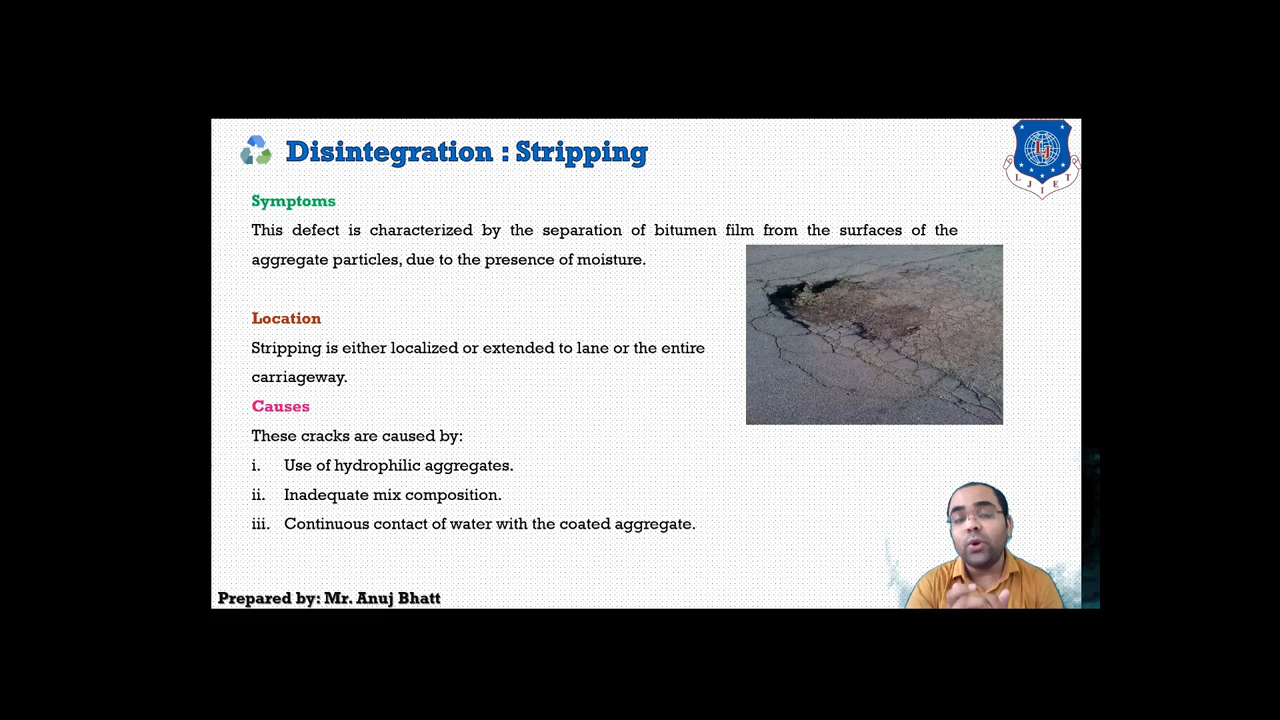 Disintegration : Stripping
LJ
LJIET
Symptoms
This defect is characterized by the separation of bitumen film from the surfaces of the
aggregate particles, due to the presence of moisture.
Location
Stripping is either localized or extended to lane or the entire
carriageway.
Causes
These cracks are caused by:
i. Use of hydrophilic aggregates.
ii. Inadequate mix composition.
iii. Continuous contact of water with the coated aggregate.
Prepared by: Mr. Anuj Bhatt